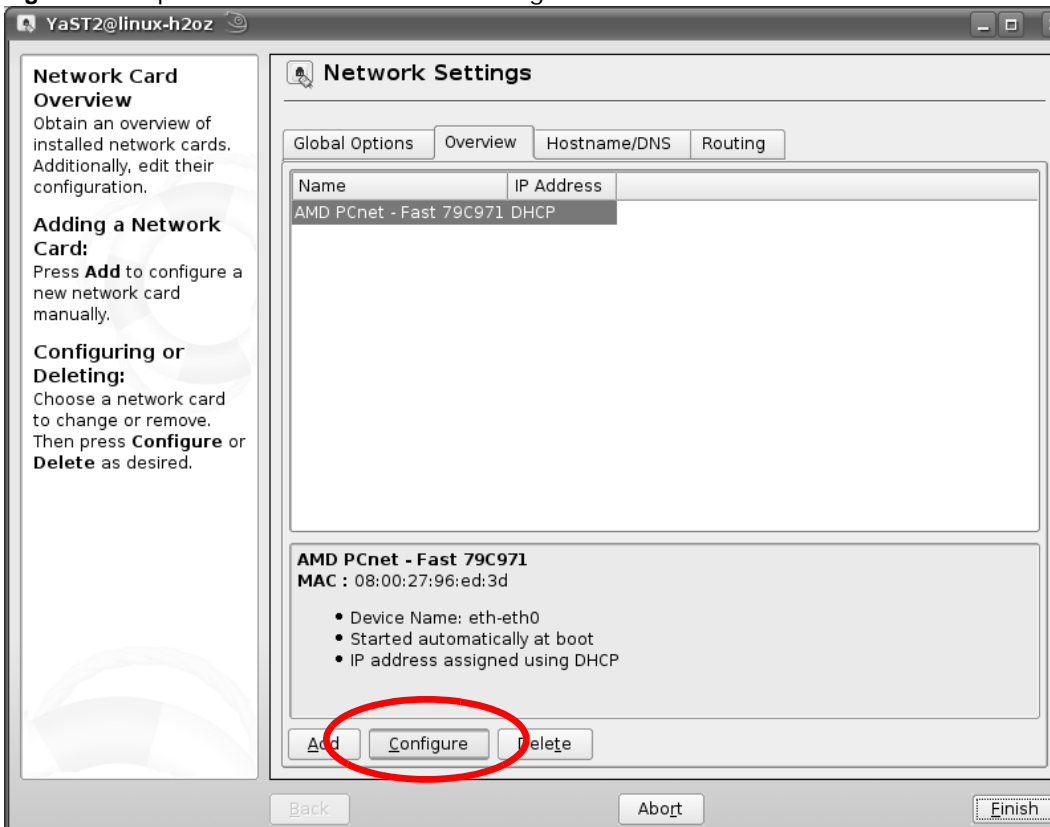 YaST2@linux-h2oz
Network Card
Overview
Obtain an overview of
installed network cards.
Additionally, edit their
configuration.
Adding a Network
Card:
Press Add to configure a
new network card
manually.
Configuring or
Deleting:
Choose a network card
to change or remove.
Then press Configure or
Delete as desired.
Network Settings
Global Options Overview Hostname/DNS Routing
Name IP Address
AMD PCnet - Fast 79C971 DHCP
AMD PCnet - Fast 79C971
MAC : 08:00:27:96:ed:3d
• Device Name: eth-eth0
• Started automatically at boot
• IP address assigned using DHCP
Add Configure Delete
Back Abort Finish